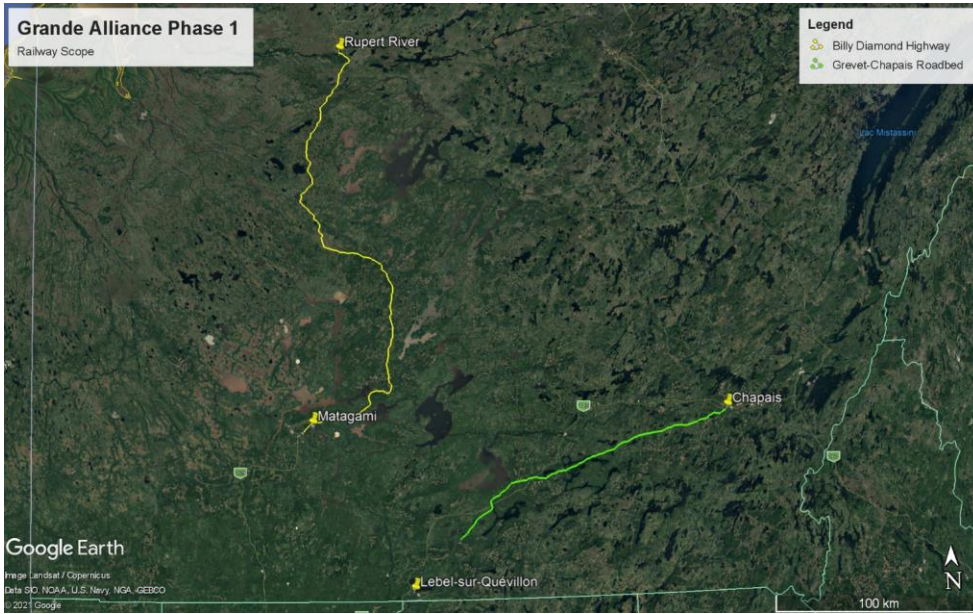 Grande Alliance Phase 1
Railway Scope
Legend
Billy Diamond Highway
Grevet-Chapais Roadbed
Rupert River
Lac Mistassini
Chapais
Matagami
Lebel-sur-Quévillon
Google Earth
Image Landsat / Copernicus
Data SIO, NOAA, U.S. Navy, NGA, GEBCO
© 2021 Google
N
100 km